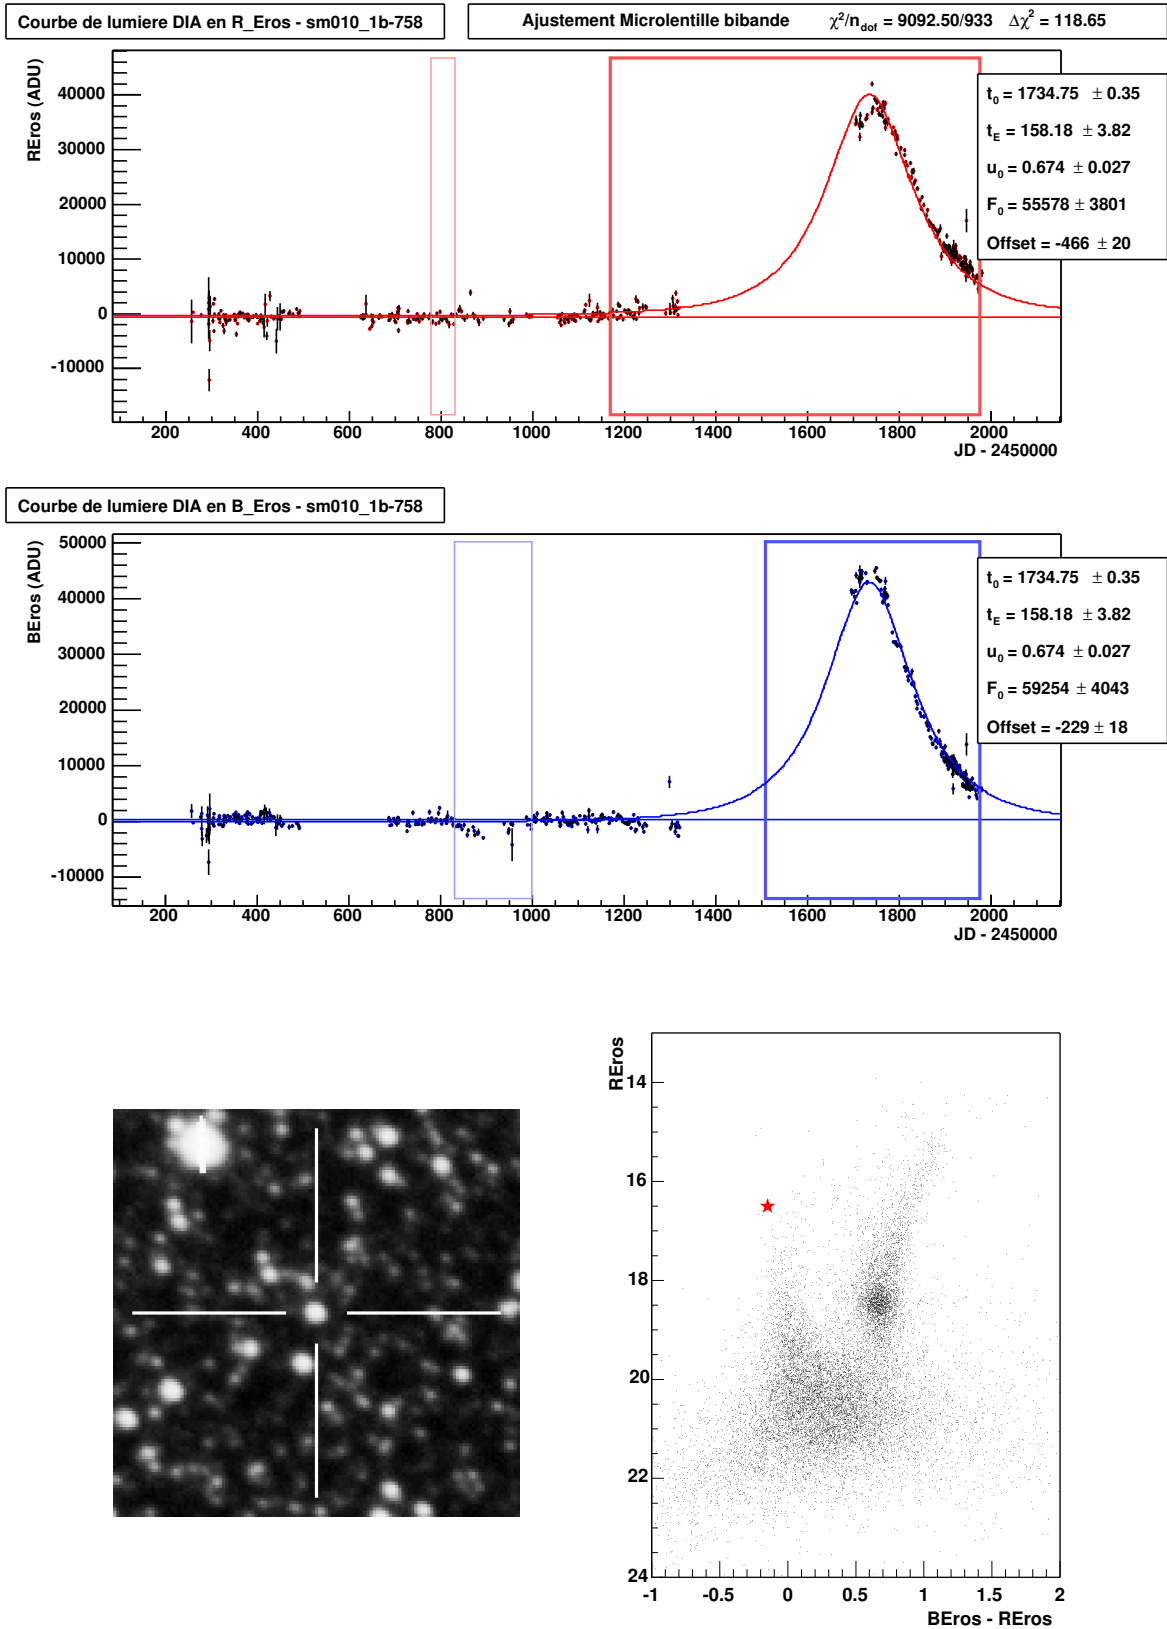 Courbe de lumiere DIA en R_Eros - sm010_1b-758
Ajustement Microlentille bibande χ²/n_dof = 9092.50/933 Δχ² = 118.65
REros (ADU)
40000
30000
20000
10000
0
-10000
t₀ = 1734.75 ± 0.35
t_E = 158.18 ± 3.82
u₀ = 0.674 ± 0.027
F₀ = 55578 ± 3801
Offset = -466 ± 20
200 400 600 800 1000 1200 1400 1600 1800 2000
JD - 2450000
Courbe de lumiere DIA en B_Eros - sm010_1b-758
BEros (ADU)
50000
40000
30000
20000
10000
0
-10000
t₀ = 1734.75 ± 0.35
t_E = 158.18 ± 3.82
u₀ = 0.674 ± 0.027
F₀ = 59254 ± 4043
Offset = -229 ± 18
200 400 600 800 1000 1200 1400 1600 1800 2000
JD - 2450000
REros
14
16
18
20
22
24
-1 -0.5 0 0.5 1 1.5 2
BEros - REros